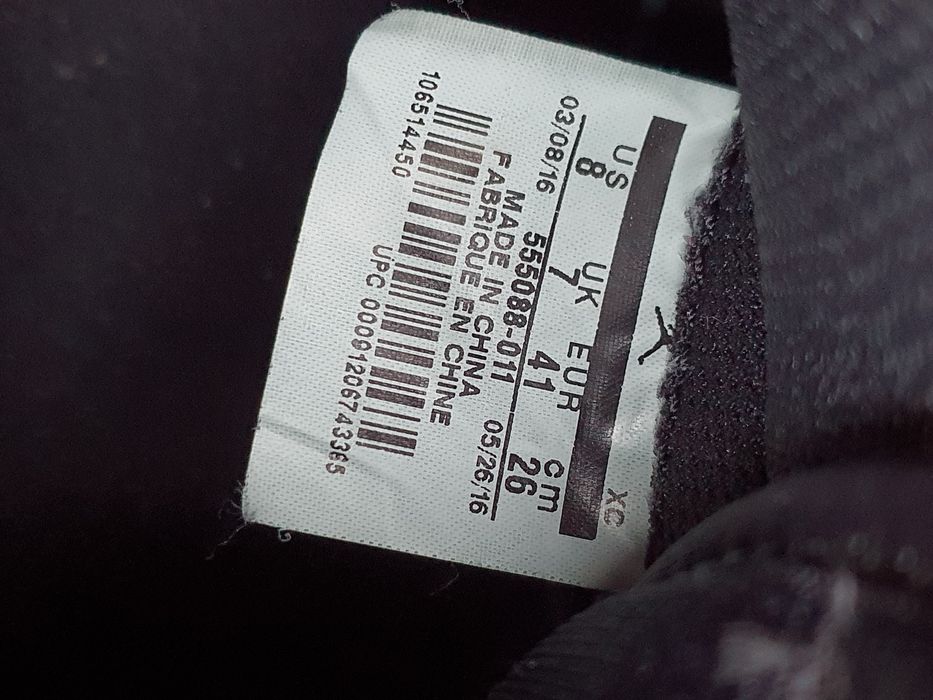 XC
US UK EUR cm
8 7 41 26
03/08/16 555088-011 05/26/16
MADE IN CHINA
FABRIQUE EN CHINE
106514450
UPC 00091206743365